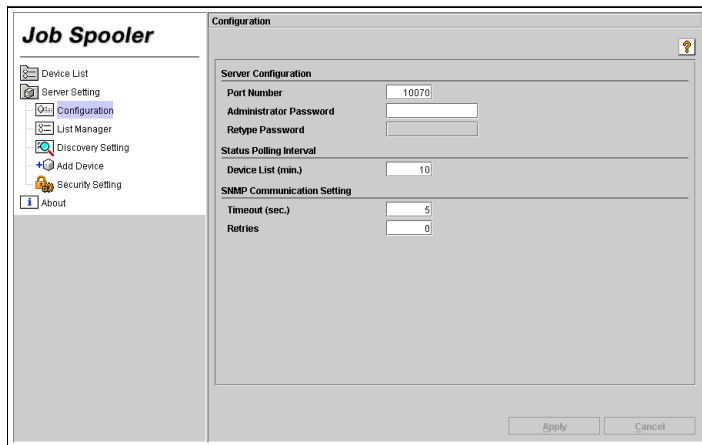 Job Spooler
Device List
Server Setting
Configuration
List Manager
Discovery Setting
Add Device
Security Setting
i About
Configuration
?
Server Configuration
Port Number 10070
Administrator Password
Retype Password
Status Polling Interval
Device List (min.) 10
SNMP Communication Setting
Timeout (sec.) 5
Retries 0
Apply Cancel